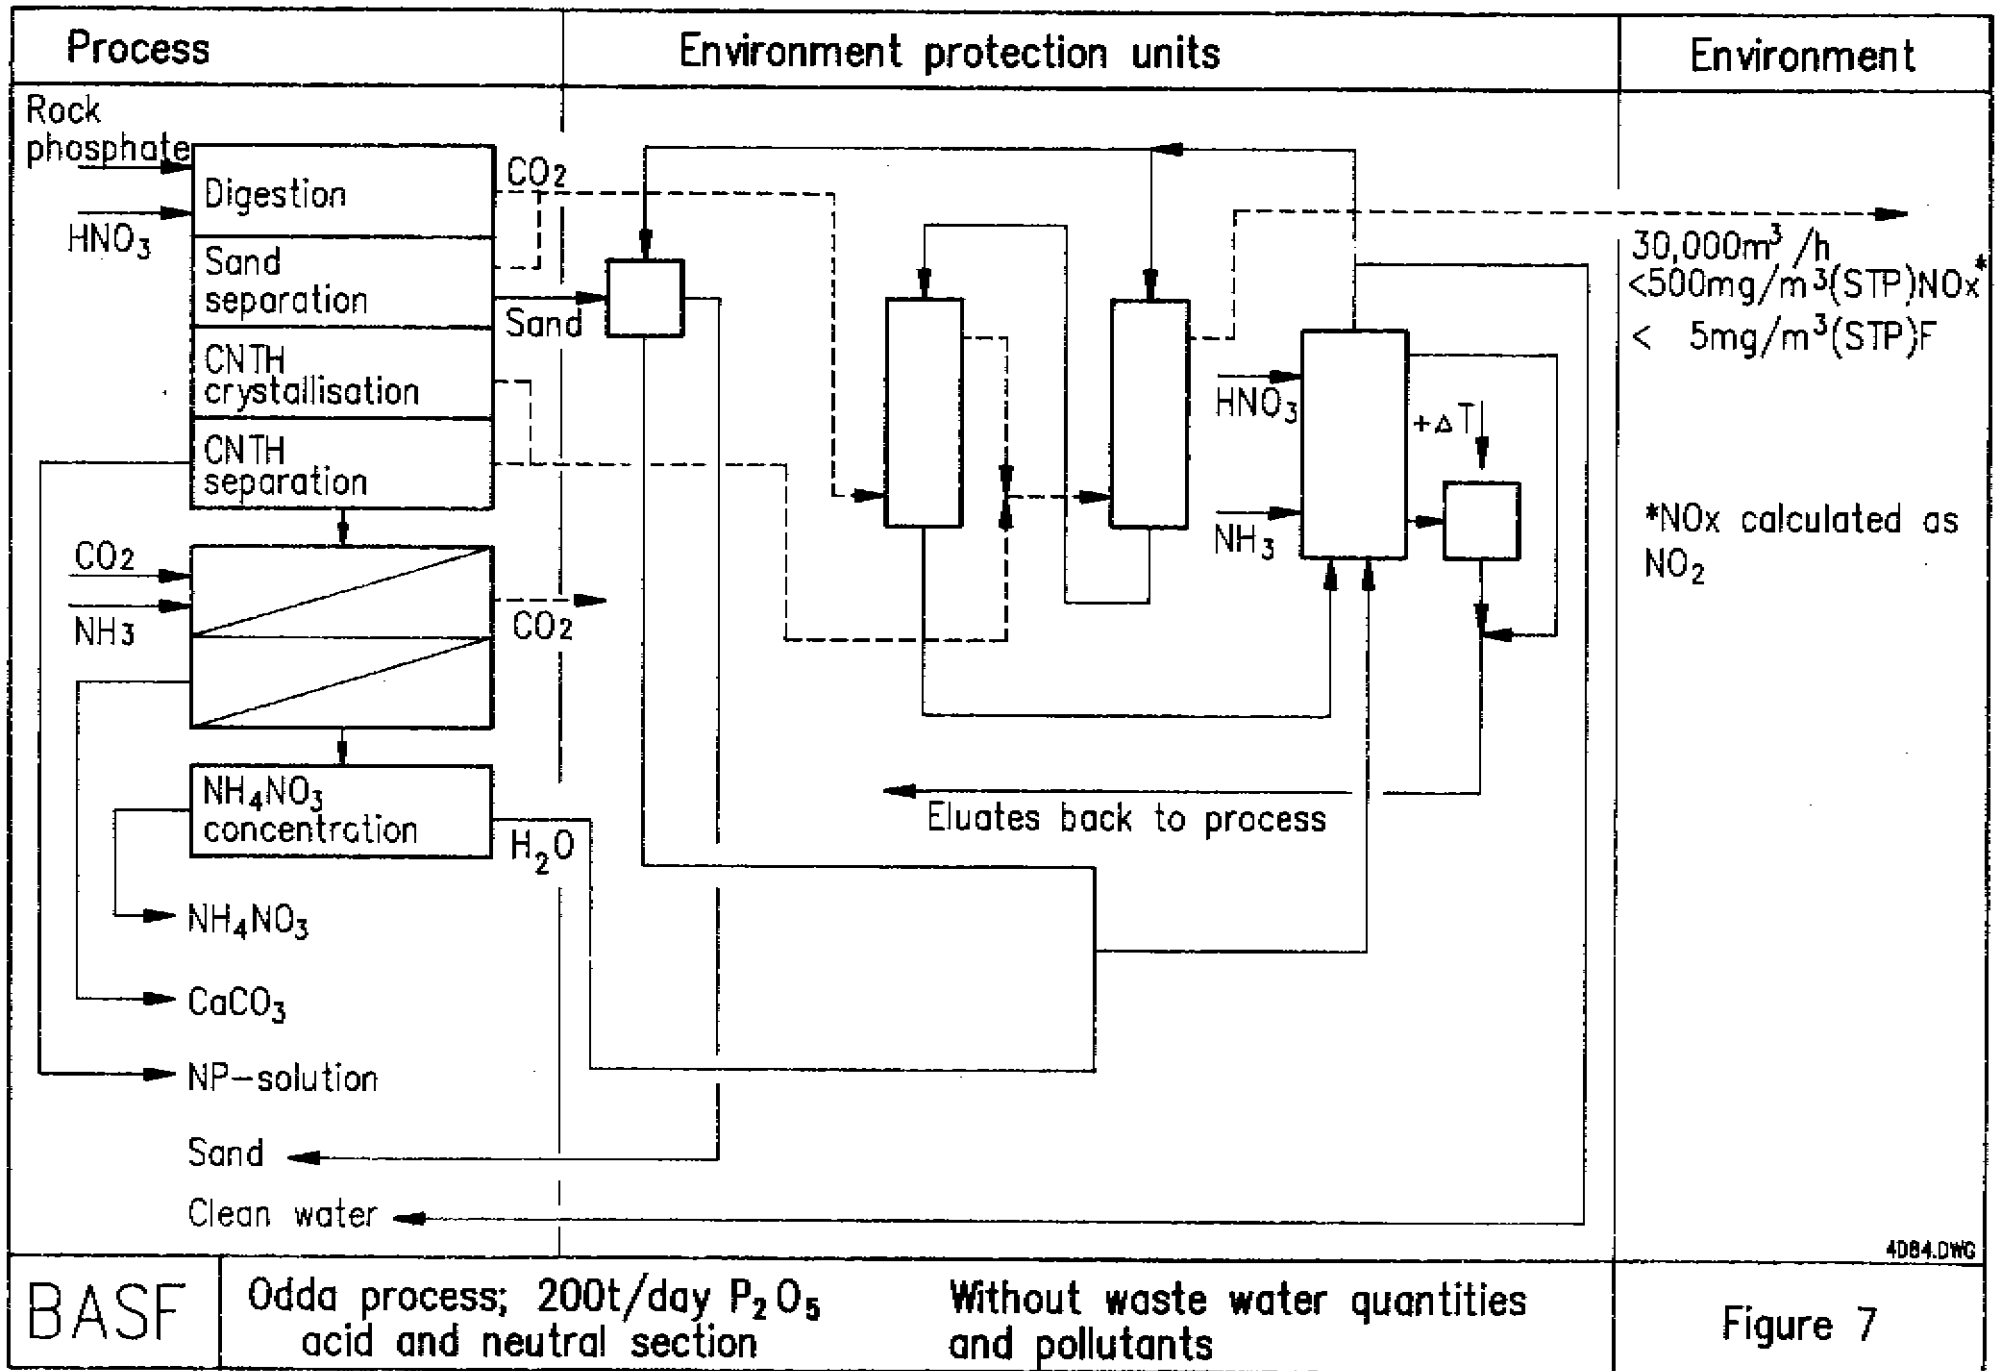 Process
Environment protection units
Environment
Rock
phosphate
HNO₃
Digestion
Sand
separation
CNTH
crystallisation
CNTH
separation
CO₂
Sand
CO₂
NH₃
CO₂
NH₄NO₃
concentration
H₂O
NH₄NO₃
CaCO₃
NP-solution
Sand
Clean water
HNO₃
NH₃
+ΔT
Eluates back to process
30,000m³/h
<500mg/m³(STP)NOx*
< 5mg/m³(STP)F
*NOx calculated as
NO₂
4D84.DWG
BASF
Odda process; 200t/day P₂O₅
acid and neutral section
Without waste water quantities
and pollutants
Figure 7